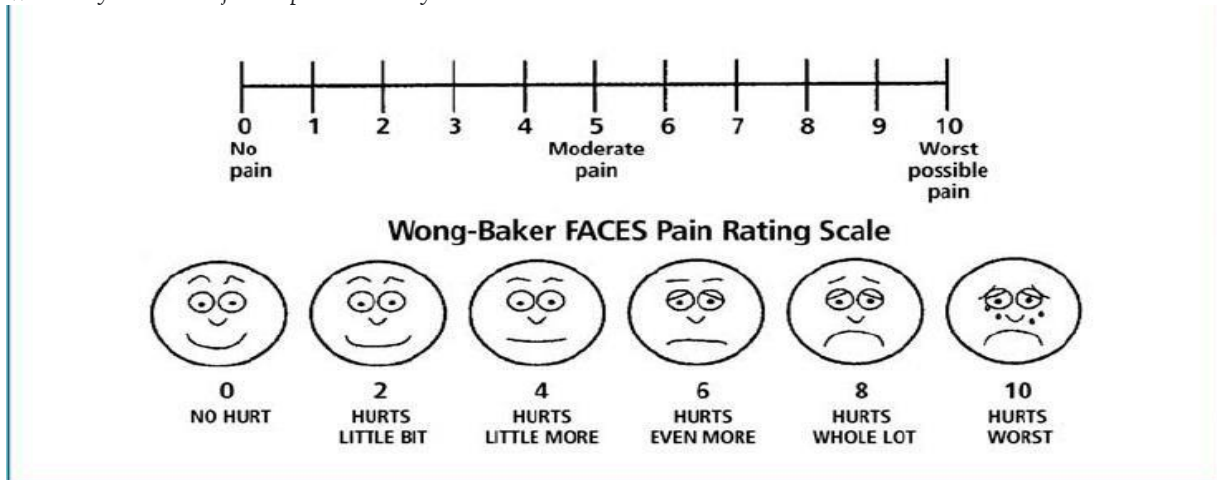 0 1 2 3 4 5 6 7 8 9 10
No Moderate Worst
pain pain possible
pain
Wong-Baker FACES Pain Rating Scale
0 2 4 6 8 10
NO HURT HURTS HURTS HURTS HURTS HURTS
LITTLE BIT LITTLE MORE EVEN MORE WHOLE LOT WORST